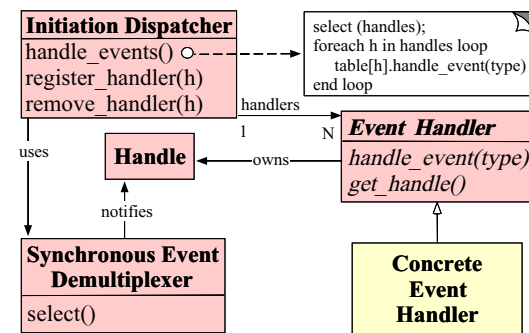 Initiation Dispatcher
handle_events()
register_handler(h)
remove_handler(h)
select (handles);
foreach h in handles loop
table[h].handle_event(type)
end loop
handlers
1
N
uses
Handle
owns
Event Handler
handle_event(type)
get_handle()
notifies
Synchronous Event
Demultiplexer
select()
Concrete
Event
Handler